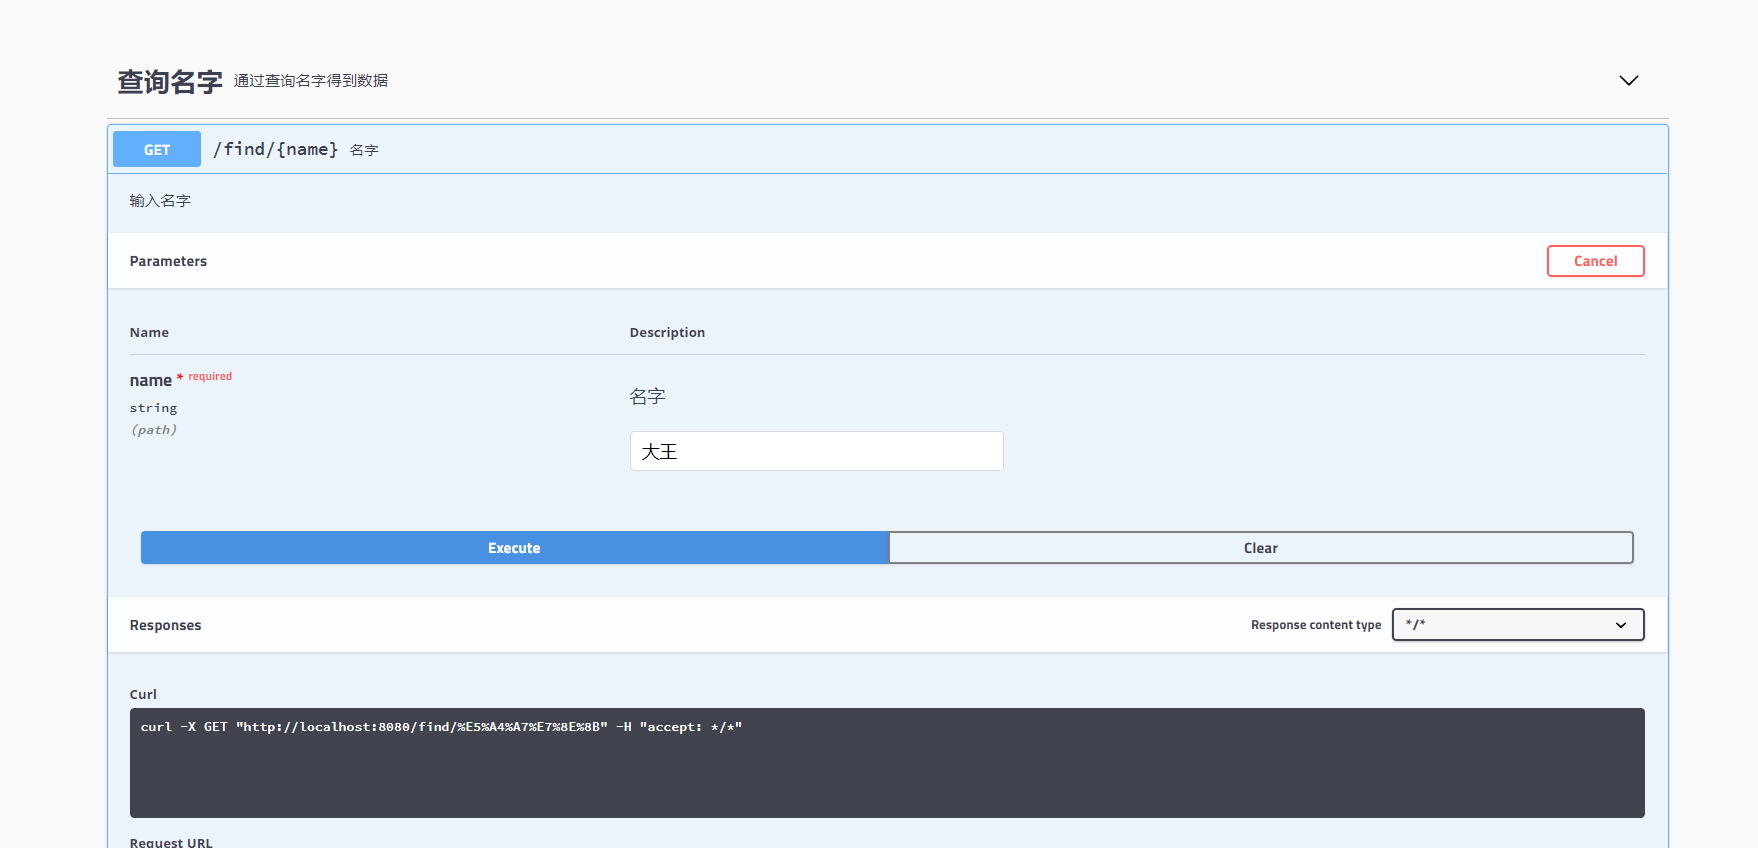 查询名字 通过查询名字得到数据
GET /find/{name} 名字
输入名字
Parameters Cancel
Name Description
name * required
string
(path)
名字
大王
Execute Clear
Responses Response content type */*
Curl
curl -X GET "http://localhost:8080/find/%E5%A4%A7%E7%8E%8B" -H "accept: */*"
Request URL